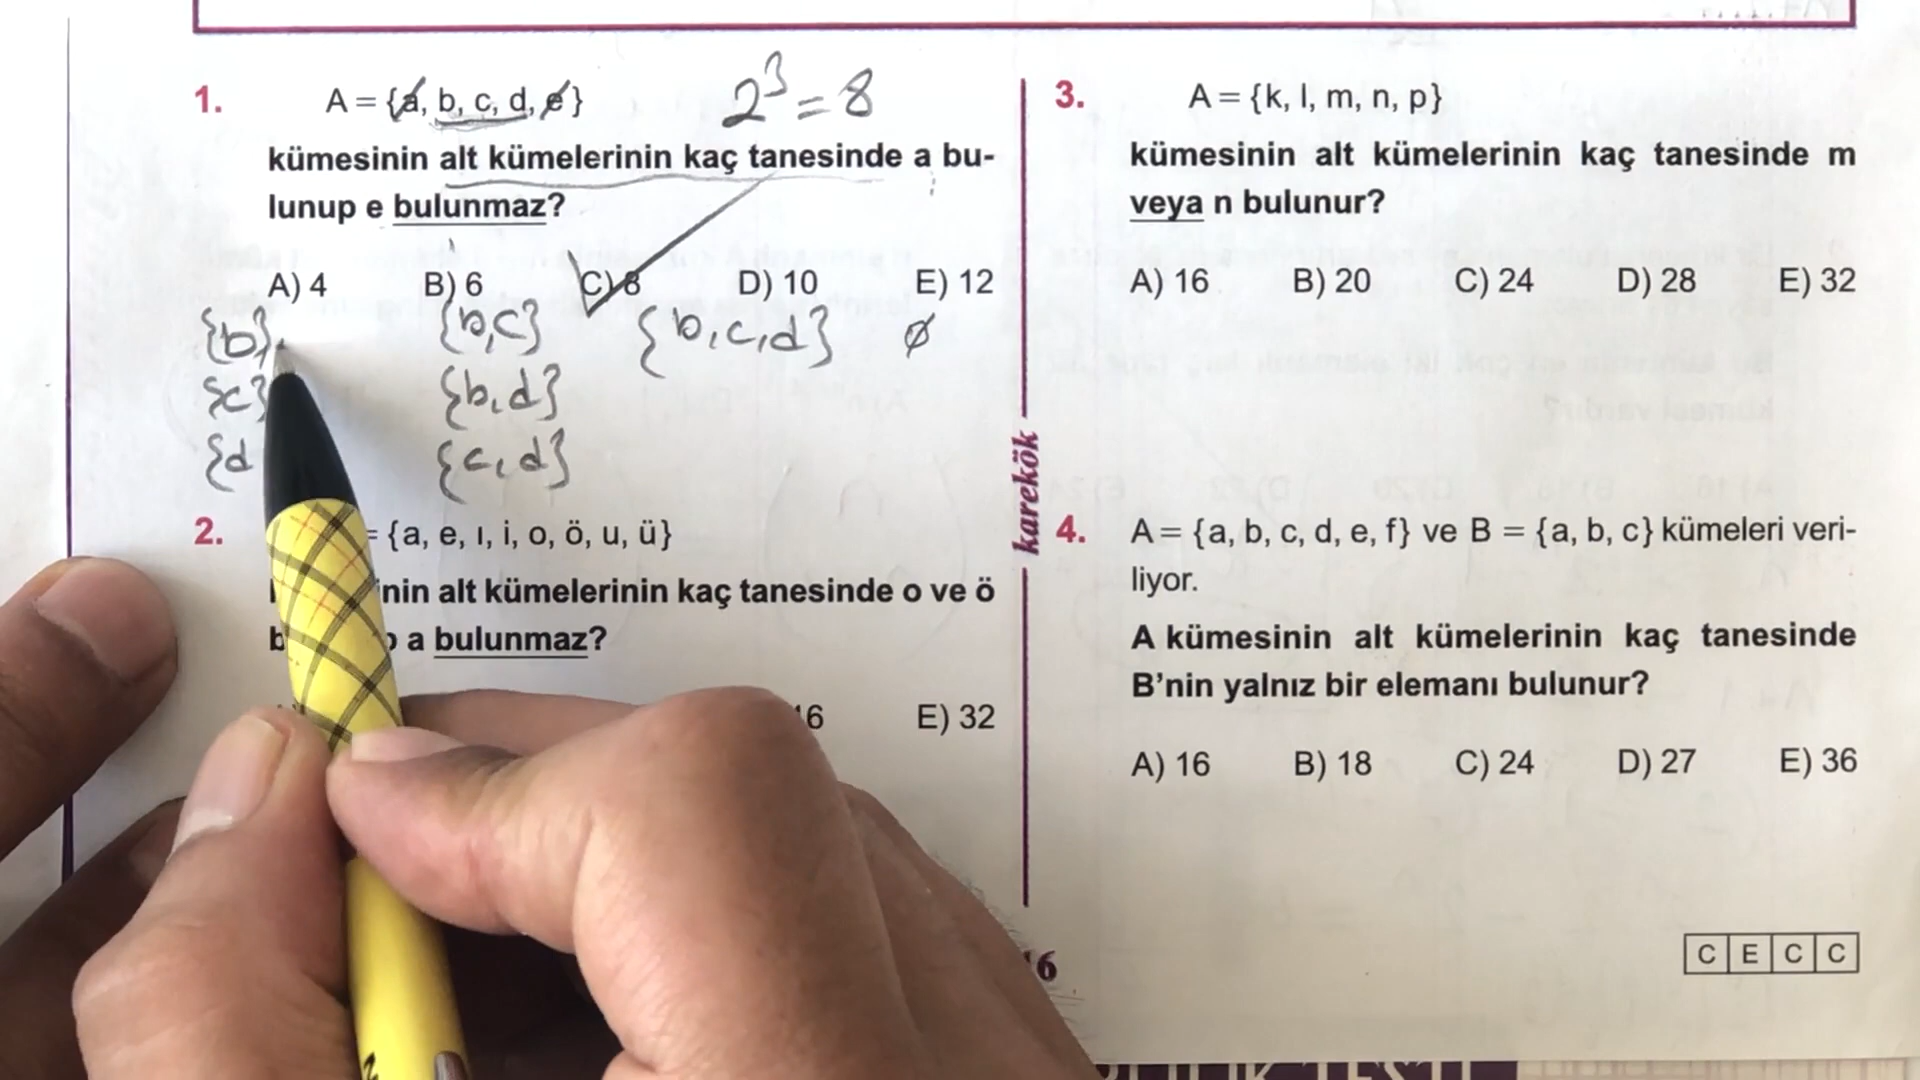 1. A = {a, b, c, d, e} 2³ = 8
kümesinin alt kümelerinin kaç tanesinde a bu-
lunup e bulunmaz?
A) 4 B) 6 C) 8 D) 10 E) 12
{b} {b,c} {b,c,d} ∅
{c} {b,d}
{d {c,d}
2. = {a, e, ı, i, o, ö, u, ü}
nin alt kümelerinin kaç tanesinde o ve ö
a bulunmaz?
E) 32
3. A = {k, l, m, n, p}
kümesinin alt kümelerinin kaç tanesinde m
veya n bulunur?
A) 16 B) 20 C) 24 D) 28 E) 32
karekök
4. A = {a, b, c, d, e, f} ve B = {a, b, c} kümeleri veri-
liyor.
A kümesinin alt kümelerinin kaç tanesinde
B'nin yalnız bir elemanı bulunur?
A) 16 B) 18 C) 24 D) 27 E) 36
C E C C